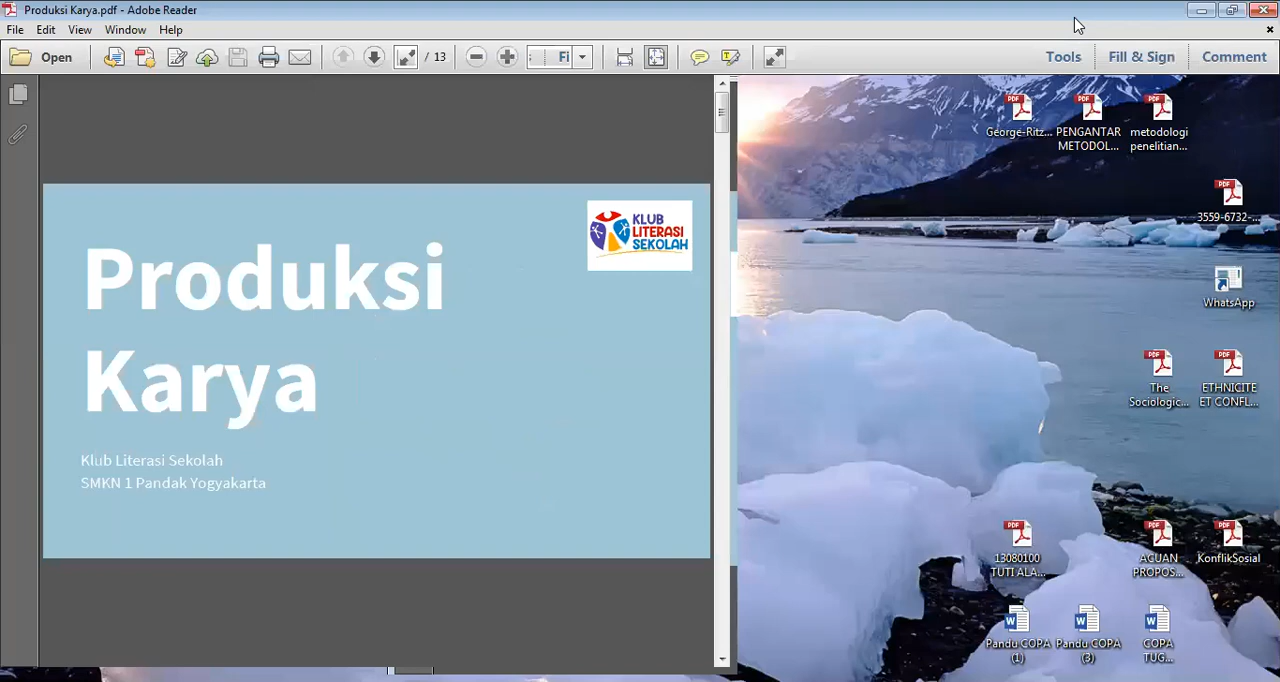 Produksi Karya.pdf - Adobe Reader
File Edit View Window Help
Open
/ 13
Fi
Tools
Fill & Sign
Comment
Produksi
Karya
Klub Literasi Sekolah
SMKN 1 Pandak Yogyakarta
KLUB
LITERASI
SEKOLAH
George-Ritz...
PENGANTAR
METODOL...
metodologi
penelitian...
3559-6732-...
WhatsApp
The
Sociologic...
ETHNICITE
ET CONFL...
13080100
TUTI ALA...
ACUAN
PROPOS...
KonflikSosial
Pandu COPA
(1)
Pandu COPA
(3)
COPA
TUG...